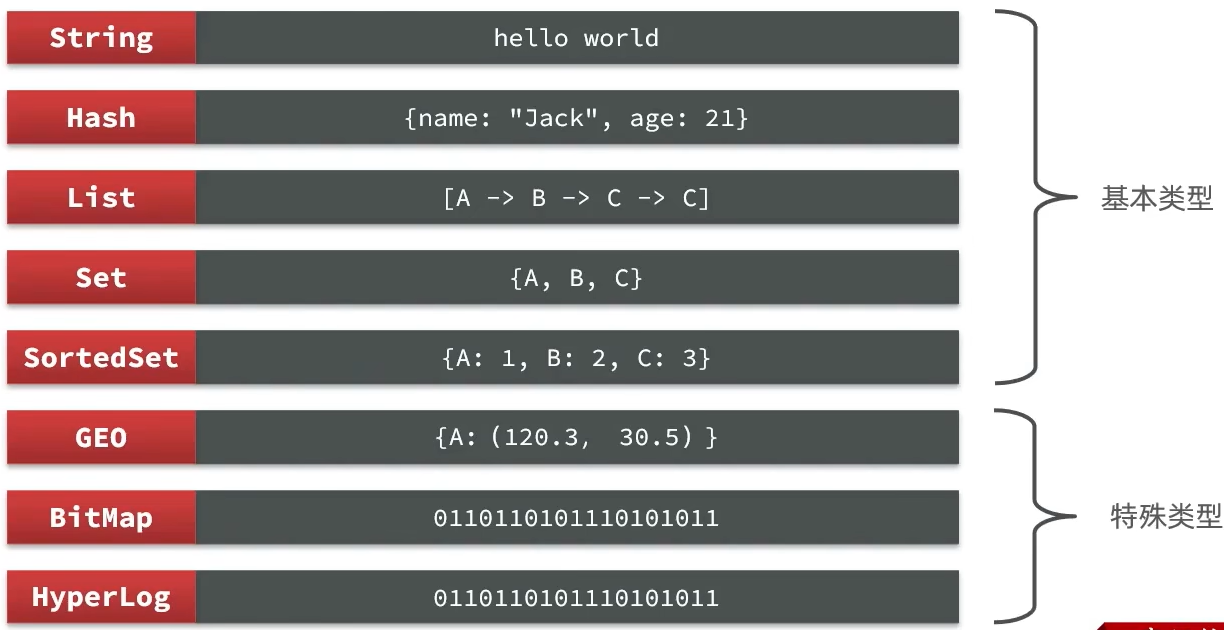 String hello world
Hash {name: "Jack", age: 21}
List [A -> B -> C -> C]
Set {A, B, C}
SortedSet {A: 1, B: 2, C: 3}
基本类型
GEO {A:(120.3, 30.5) }
BitMap 0110110101110101011
HyperLog 0110110101110101011
特殊类型